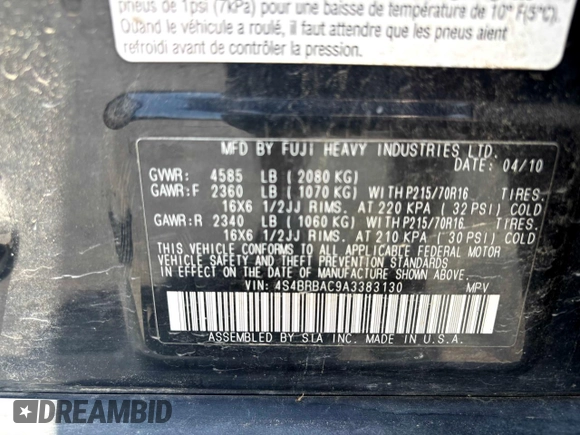 pneus de 1psi (7kPa) pour une baisse de température de 10° F(5°C).
Quand le véhicule a roulé, il faut attendre que les pneus aient
refroidi avant de contrôler leur pression.
MFD BY FUJI HEAVY INDUSTRIES LTD.
DATE: 04/10
GVWR: 4585 LB ( 2080 KG)
GAWR:F 2360 LB ( 1070 KG) WITH P215/70R16 TIRES.
16X6 1/2JJ RIMS. AT 220 KPA ( 32 PSI) COLD
GAWR:R 2340 LB ( 1060 KG) WITH P215/70R16 TIRES.
16X6 1/2JJ RIMS. AT 210 KPA ( 30 PSI) COLD
THIS VEHICLE CONFORMS TO ALL APPLICABLE FEDERAL MOTOR
VEHICLE SAFETY AND THEFT PREVENTION STANDARDS
IN EFFECT ON THE DATE OF MANUFACTURE SHOWN ABOVE.
VIN: 4S4BRBAC9A3383130 MPV
ASSEMBLED BY SIA INC. MADE IN U.S.A.
DREAMBID